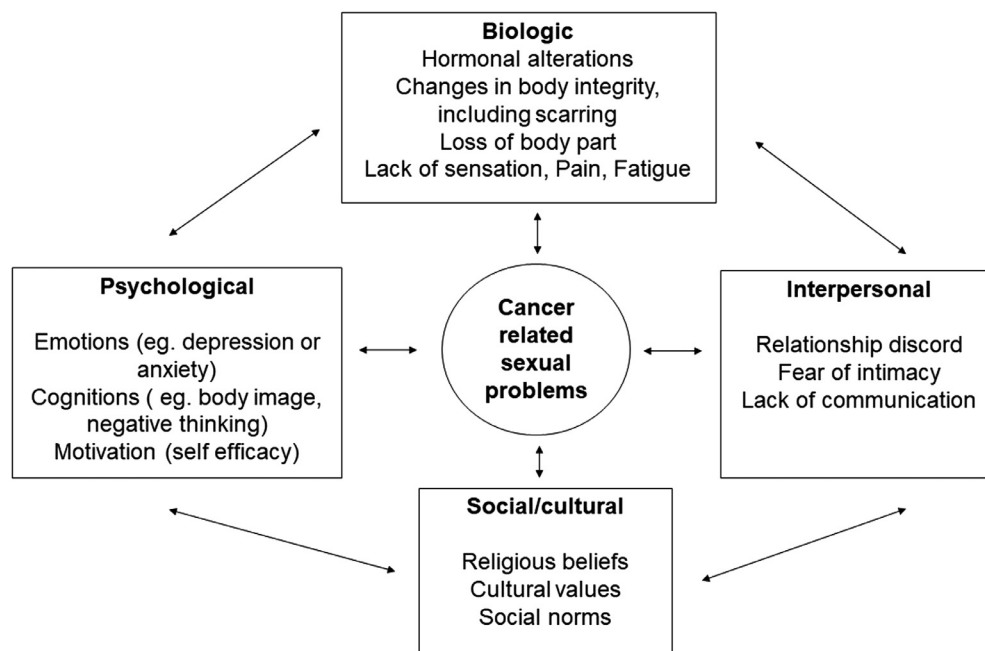 Biologic
Hormonal alterations
Changes in body integrity,
including scarring
Loss of body part
Lack of sensation, Pain, Fatigue
Psychological
Emotions (eg. depression or
anxiety)
Cognitions ( eg. body image,
negative thinking)
Motivation (self efficacy)
Cancer
related
sexual
problems
Interpersonal
Relationship discord
Fear of intimacy
Lack of communication
Social/cultural
Religious beliefs
Cultural values
Social norms